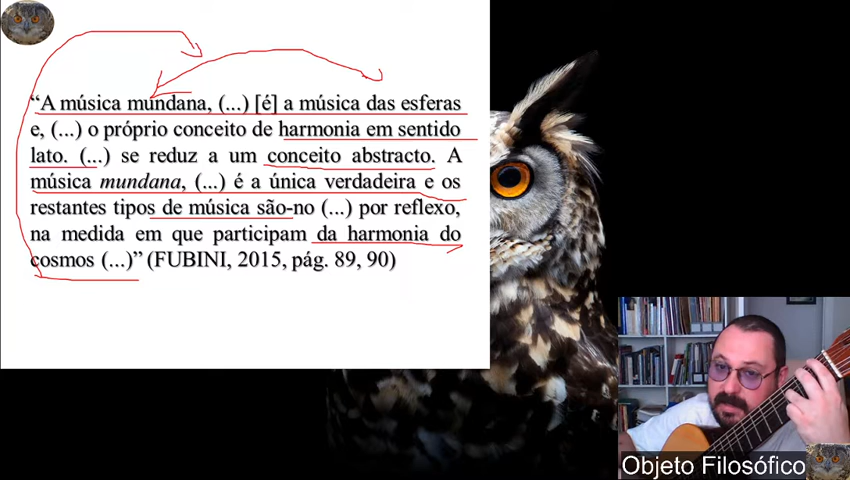 “A música mundana, (...) [é] a música das esferas
e, (...) o próprio conceito de harmonia em sentido
lato. (...) se reduz a um conceito abstracto. A
música mundana, (...) é a única verdadeira e os
restantes tipos de música são-no (...) por reflexo,
na medida em que participam da harmonia do
cosmos (...)” (FUBINI, 2015, pág. 89, 90)
Objeto Filosófico